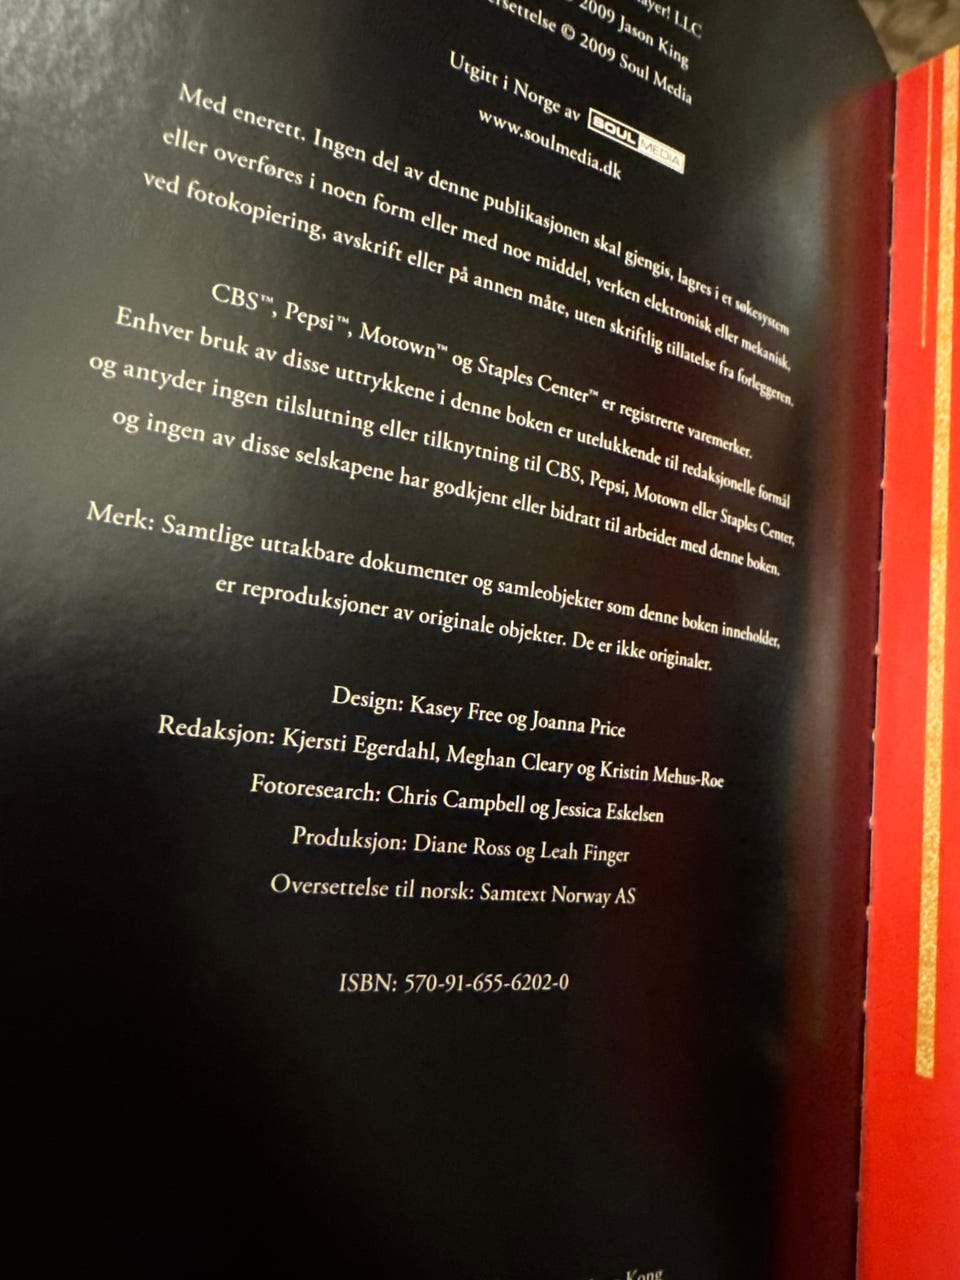 ayer! LLC
2009 Jason King
ersettelse © 2009 Soul Media
Utgitt i Norge av SOUL MEDIA
www.soulmedia.dk
Med enerett. Ingen del av denne publikasjonen skal gjengis, lagres i et søkesystem
eller overføres i noen form eller med noe middel, verken elektronisk eller mekanisk,
ved fotokopiering, avskrift eller på annen måte, uten skriftlig tillatelse fra forleggeren.
CBS™, Pepsi™, Motown™ og Staples Center™ er registrerte varemerker.
Enhver bruk av disse uttrykkene i denne boken er utelukkende til redaksjonelle formål
og antyder ingen tilslutning eller tilknytning til CBS, Pepsi, Motown eller Staples Center,
og ingen av disse selskapene har godkjent eller bidratt til arbeidet med denne boken.
Merk: Samtlige uttakbare dokumenter og samleobjekter som denne boken inneholder,
er reproduksjoner av originale objekter. De er ikke originaler.
Design: Kasey Free og Joanna Price
Redaksjon: Kjersti Egerdahl, Meghan Cleary og Kristin Mehus-Roe
Fotoresearch: Chris Campbell og Jessica Eskelsen
Produksjon: Diane Ross og Leah Finger
Oversettelse til norsk: Samtext Norway AS
ISBN: 570-91-655-6202-0
Kong